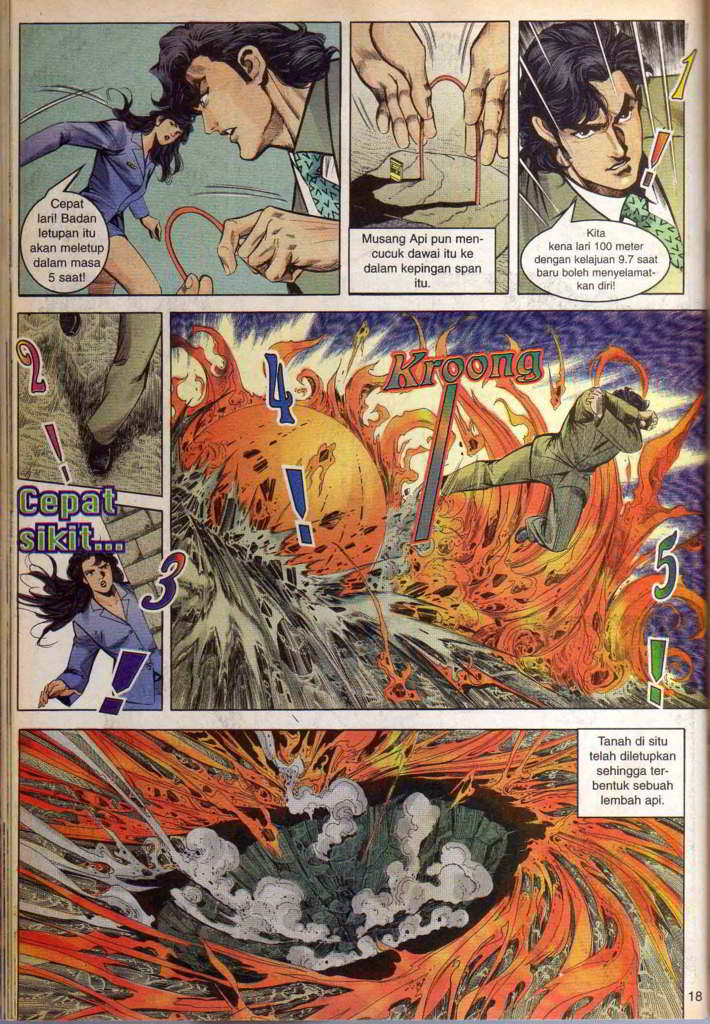 Cepat
lari! Badan
letupan itu
akan meletup
dalam masa
5 saat!
Musang Api pun men-
cucuk dawai itu ke
dalam kepingan span
itu.
1
!
Kita
kena lari 100 meter
dengan kelajuan 9.7 saat
baru boleh menyelamat-
kan diri!
2
!
Cepat
sikit...
3
!
4
!
Kroong
5
!
Tanah di situ
telah diletupkan
sehingga ter-
bentuk sebuah
lembah api.
18